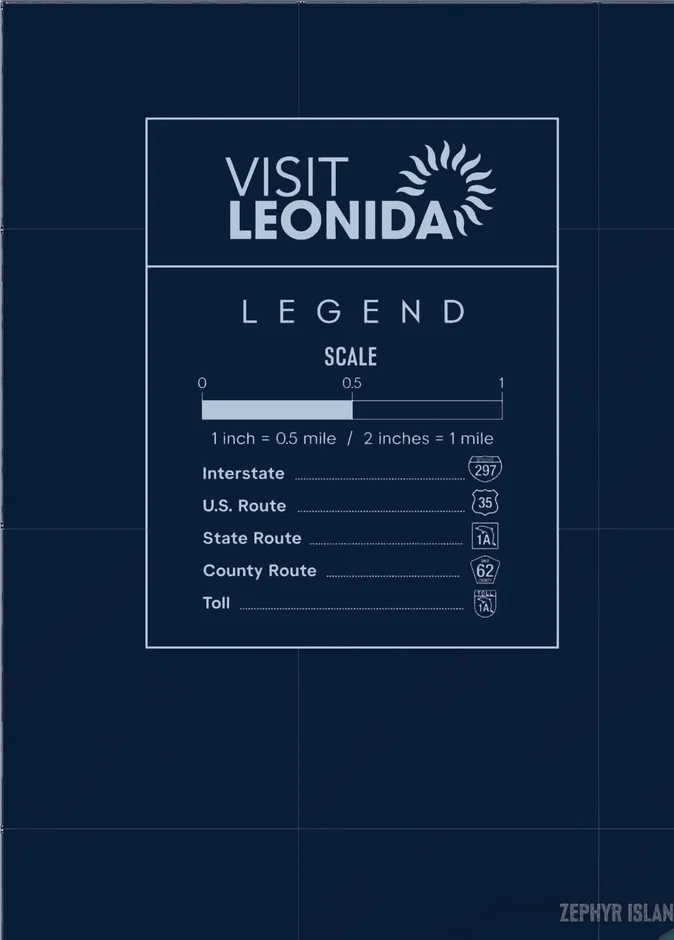 VISIT
LEONIDA
LEGEND
SCALE
0 0.5 1
1 inch = 0.5 mile / 2 inches = 1 mile
Interstate 297
U.S. Route 35
State Route 1A
County Route 62
Toll TOLL 1A
ZEPHYR ISLAN